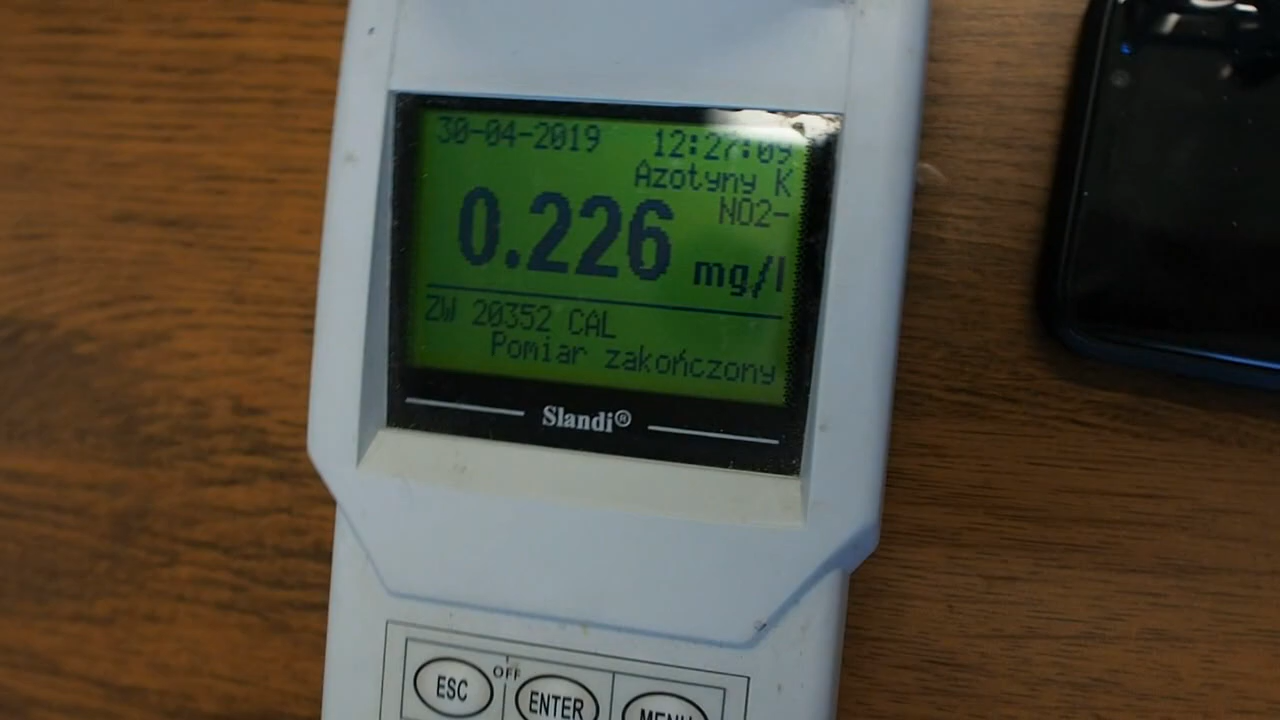 30-04-2019 12:27:09
Azotyny K
NO2-
0.226 mg/l
ZW 20352 CAL
Pomiar zakończony
Slandi®
OFF
ESC ENTER MENU